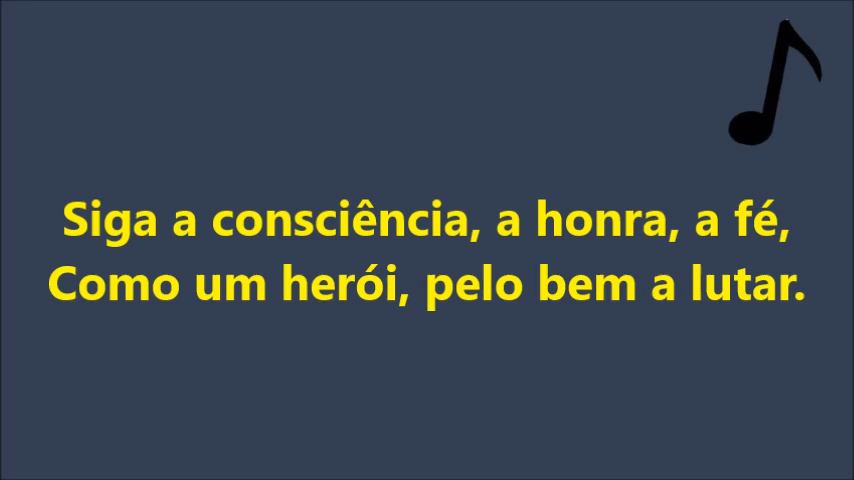 Siga a consciência, a honra, a fé,
Como um herói, pelo bem a lutar.